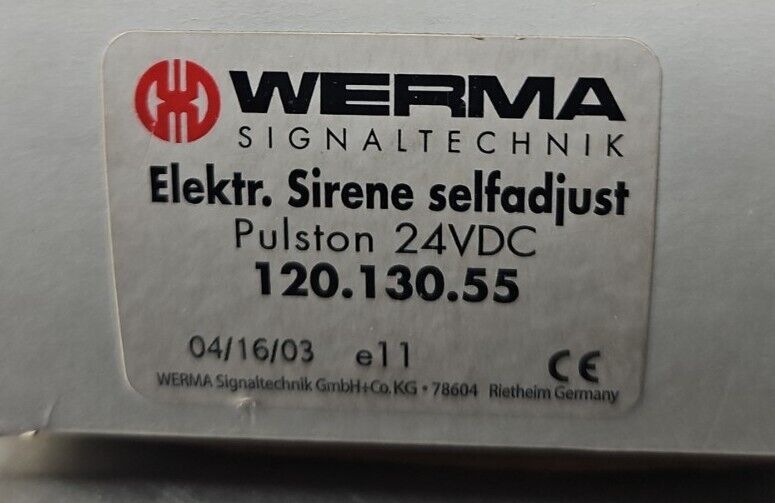 WERMA
SIGNALTECHNIK
Elektr. Sirene selfadjust
Pulston 24VDC
120.130.55
04/16/03 e11 CE
WERMA Signaltechnik GmbH+Co.KG • 78604 Rietheim Germany